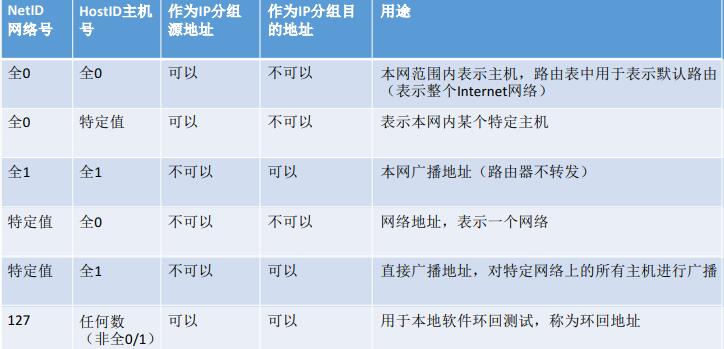 NetID 网络号 HostID主机号 作为IP分组源地址 作为IP分组目的地址 用途
全0 全0 可以 不可以 本网范围内表示主机，路由表中用于表示默认路由（表示整个Internet网络）
全0 特定值 可以 不可以 表示本网内某个特定主机
全1 全1 不可以 可以 本网广播地址（路由器不转发）
特定值 全0 不可以 不可以 网络地址，表示一个网络
特定值 全1 不可以 可以 直接广播地址，对特定网络上的所有主机进行广播
127 任何数（非全0/1） 可以 可以 用于本地软件环回测试，称为环回地址